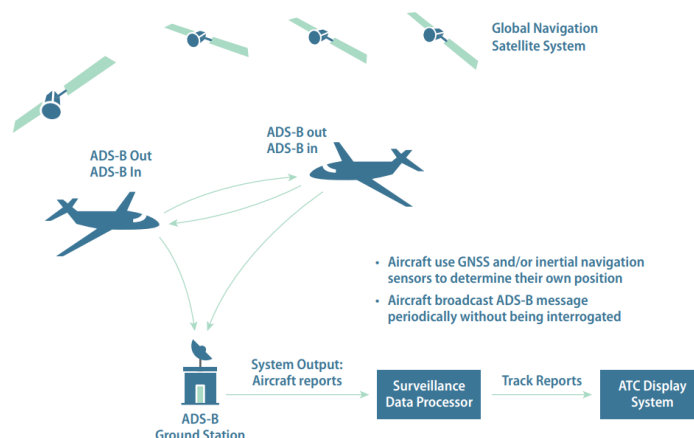 Global Navigation
Satellite System
ADS-B Out
ADS-B In
ADS-B out
ADS-B in
• Aircraft use GNSS and/or inertial navigation
sensors to determine their own position
• Aircraft broadcast ADS-B message
periodically without being interrogated
System Output:
Aircraft reports
Surveillance
Data Processor
Track Reports
ATC Display
System
ADS-B
Ground Station